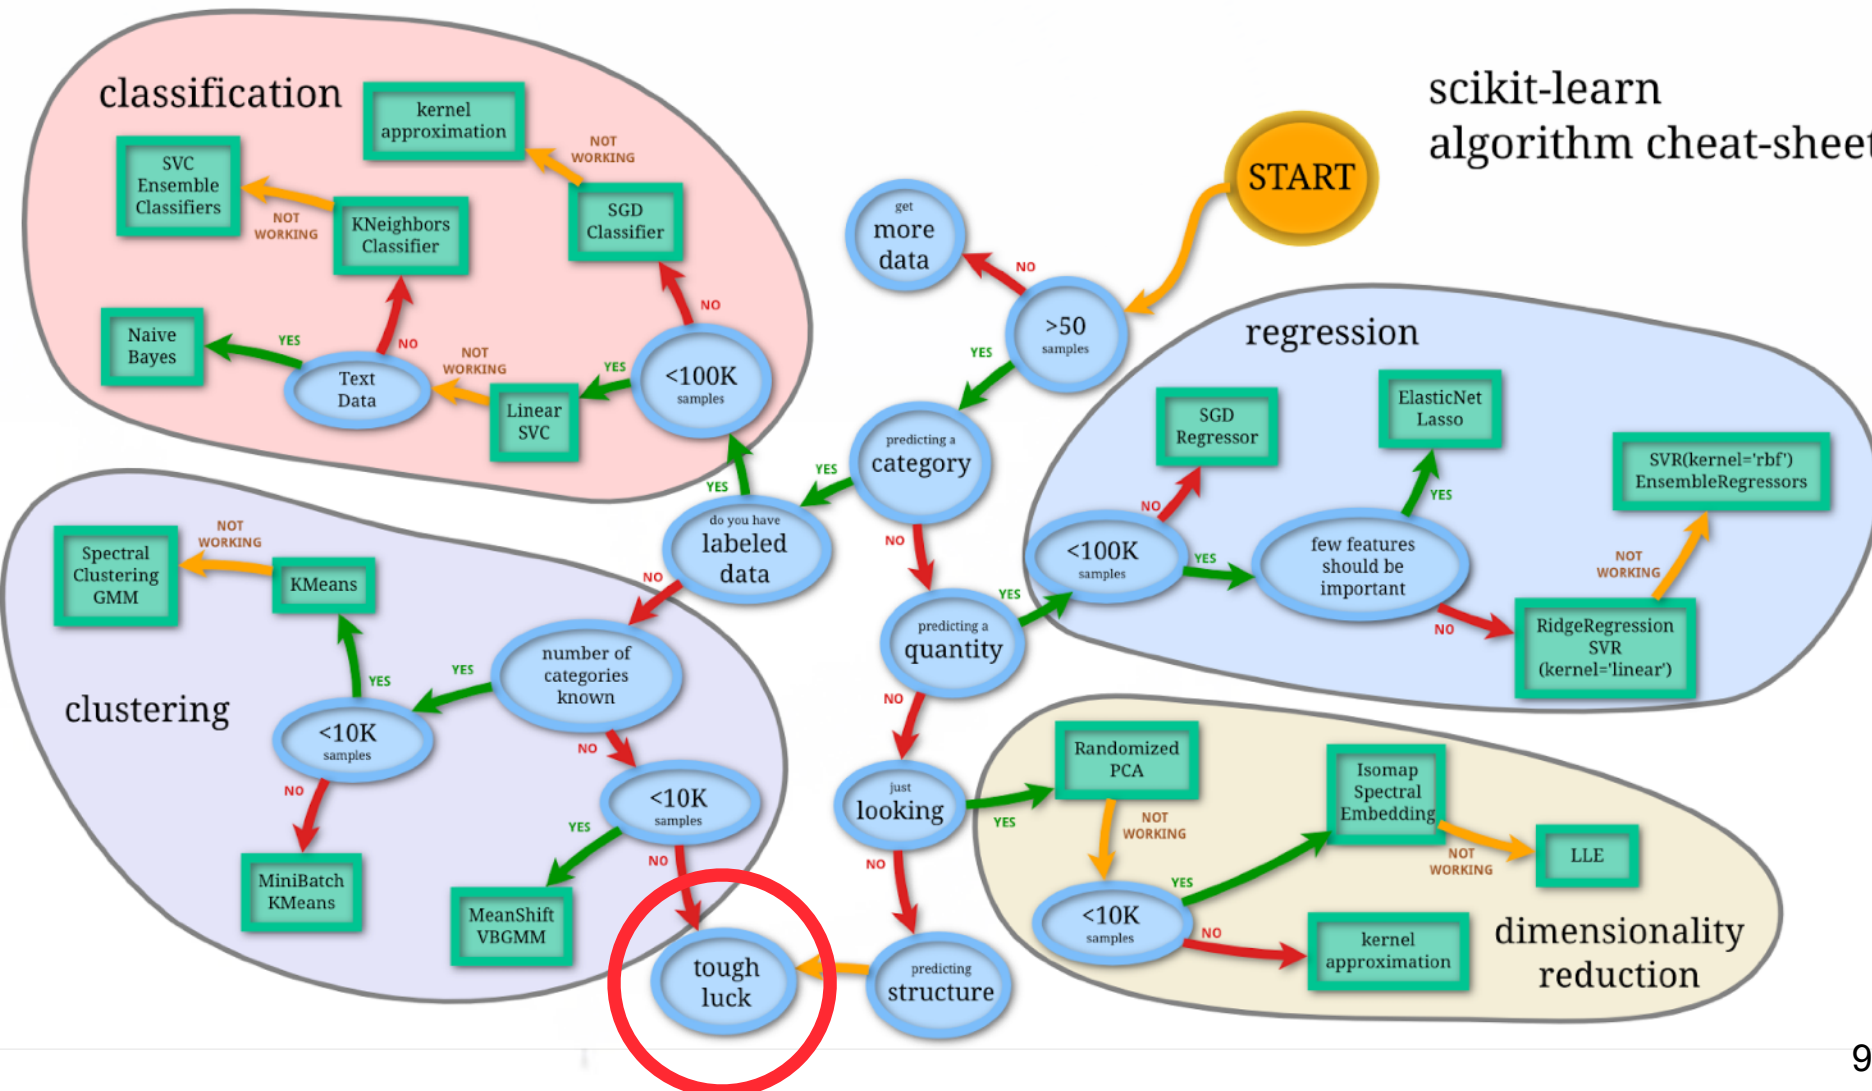 scikit-learn
algorithm cheat-sheet
START
get
more
data
NO
>50
samples
YES
predicting a
category
YES
NO
do you have
labeled
data
YES
NO
predicting a
quantity
YES
NO
just
looking
YES
NO
predicting
structure
tough
luck
classification
kernel
approximation
NOT
WORKING
SVC
Ensemble
Classifiers
NOT
WORKING
KNeighbors
Classifier
SGD
Classifier
NO
Naive
Bayes
YES
NO
Text
Data
NOT
WORKING
Linear
SVC
YES
<100K
samples
regression
SGD
Regressor
ElasticNet
Lasso
SVR(kernel='rbf')
EnsembleRegressors
NO
YES
<100K
samples
YES
few features
should be
important
NOT
WORKING
NO
RidgeRegression
SVR
(kernel='linear')
clustering
Spectral
Clustering
GMM
NOT
WORKING
KMeans
YES
number of
categories
known
YES
<10K
samples
NO
NO
<10K
samples
YES
NO
MiniBatch
KMeans
MeanShift
VBGMM
Randomized
PCA
NOT
WORKING
Isomap
Spectral
Embedding
NOT
WORKING
LLE
YES
<10K
samples
NO
kernel
approximation
dimensionality
reduction
9